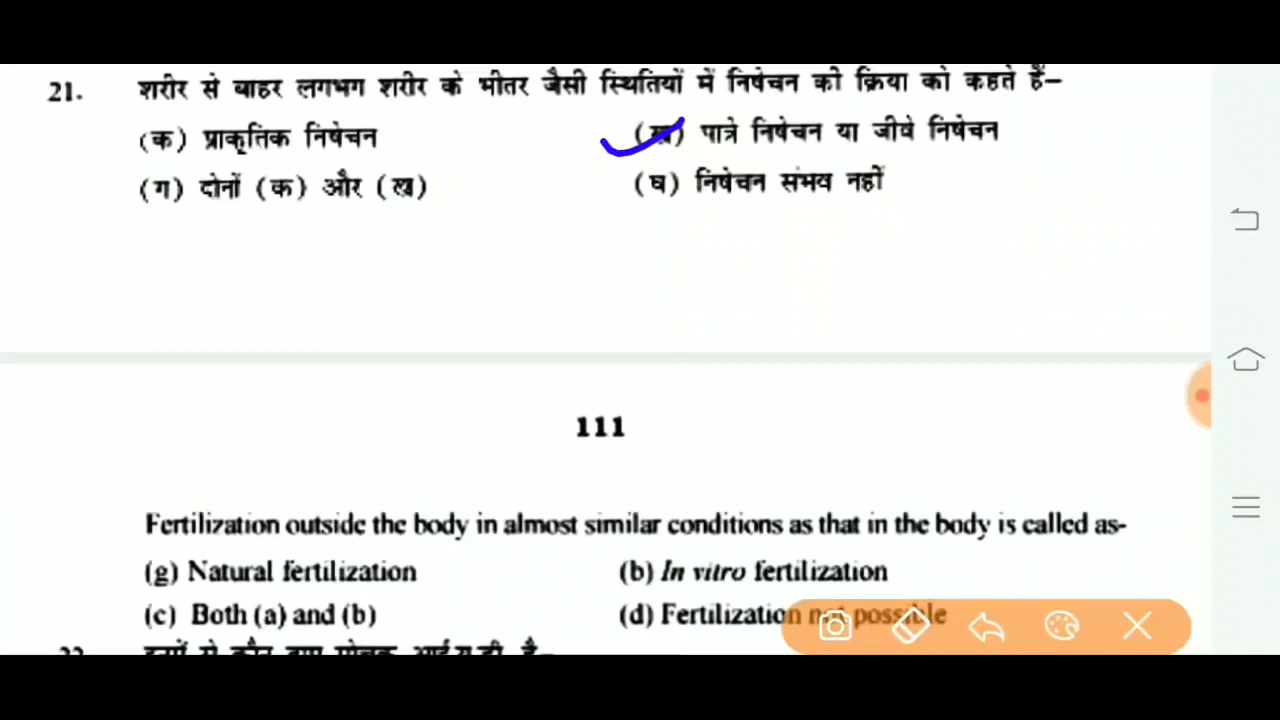 21. शरीर से बाहर लगभग शरीर के भीतर जैसी स्थितियों में निषेचन की क्रिया को कहते हैं–
(क) प्राकृतिक निषेचन (ख) पात्रे निषेचन या जीवे निषेचन
(ग) दोनों (क) और (ख) (घ) निषेचन संभव नहीं
111
Fertilization outside the body in almost similar conditions as that in the body is called as-
(g) Natural fertilization (b) In vitro fertilization
(c) Both (a) and (b) (d) Fertilization not possible